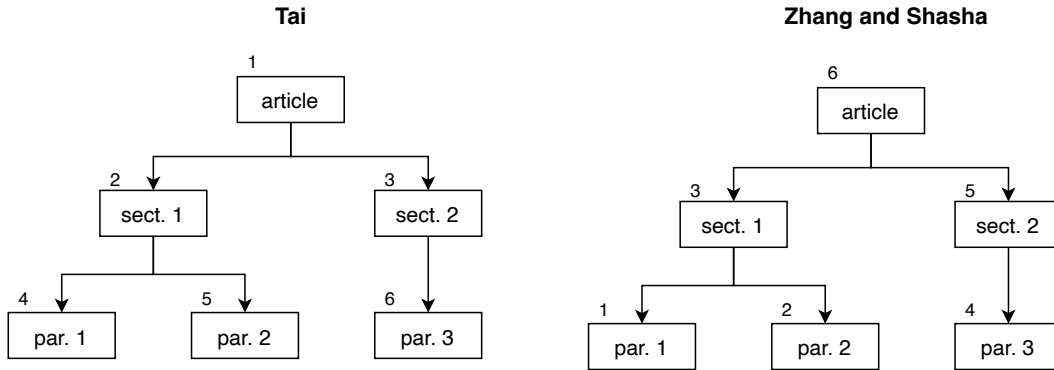 Tai
1
article
2
sect. 1
3
sect. 2
4
par. 1
5
par. 2
6
par. 3
Zhang and Shasha
6
article
3
sect. 1
5
sect. 2
1
par. 1
2
par. 2
4
par. 3